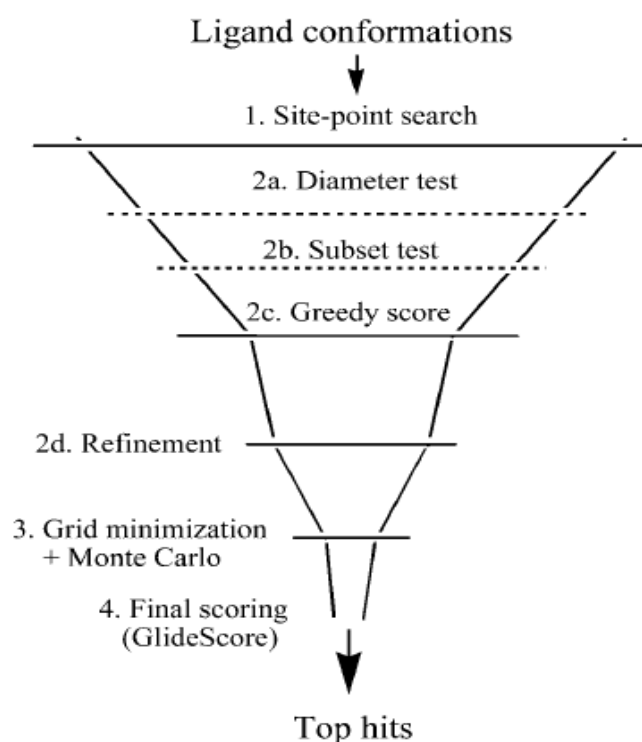 Ligand conformations
1. Site-point search
2a. Diameter test
2b. Subset test
2c. Greedy score
2d. Refinement
3. Grid minimization
+ Monte Carlo
4. Final scoring
(GlideScore)
Top hits